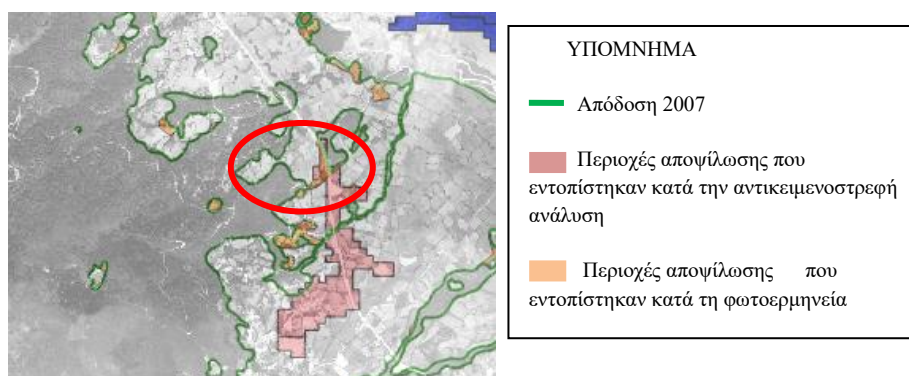 ΥΠΟΜΝΗΜΑ
Απόδοση 2007
Περιοχές αποψίλωσης που
εντοπίστηκαν κατά την αντικειμενοστρεφή
ανάλυση
Περιοχές αποψίλωσης που
εντοπίστηκαν κατά τη φωτοερμηνεία